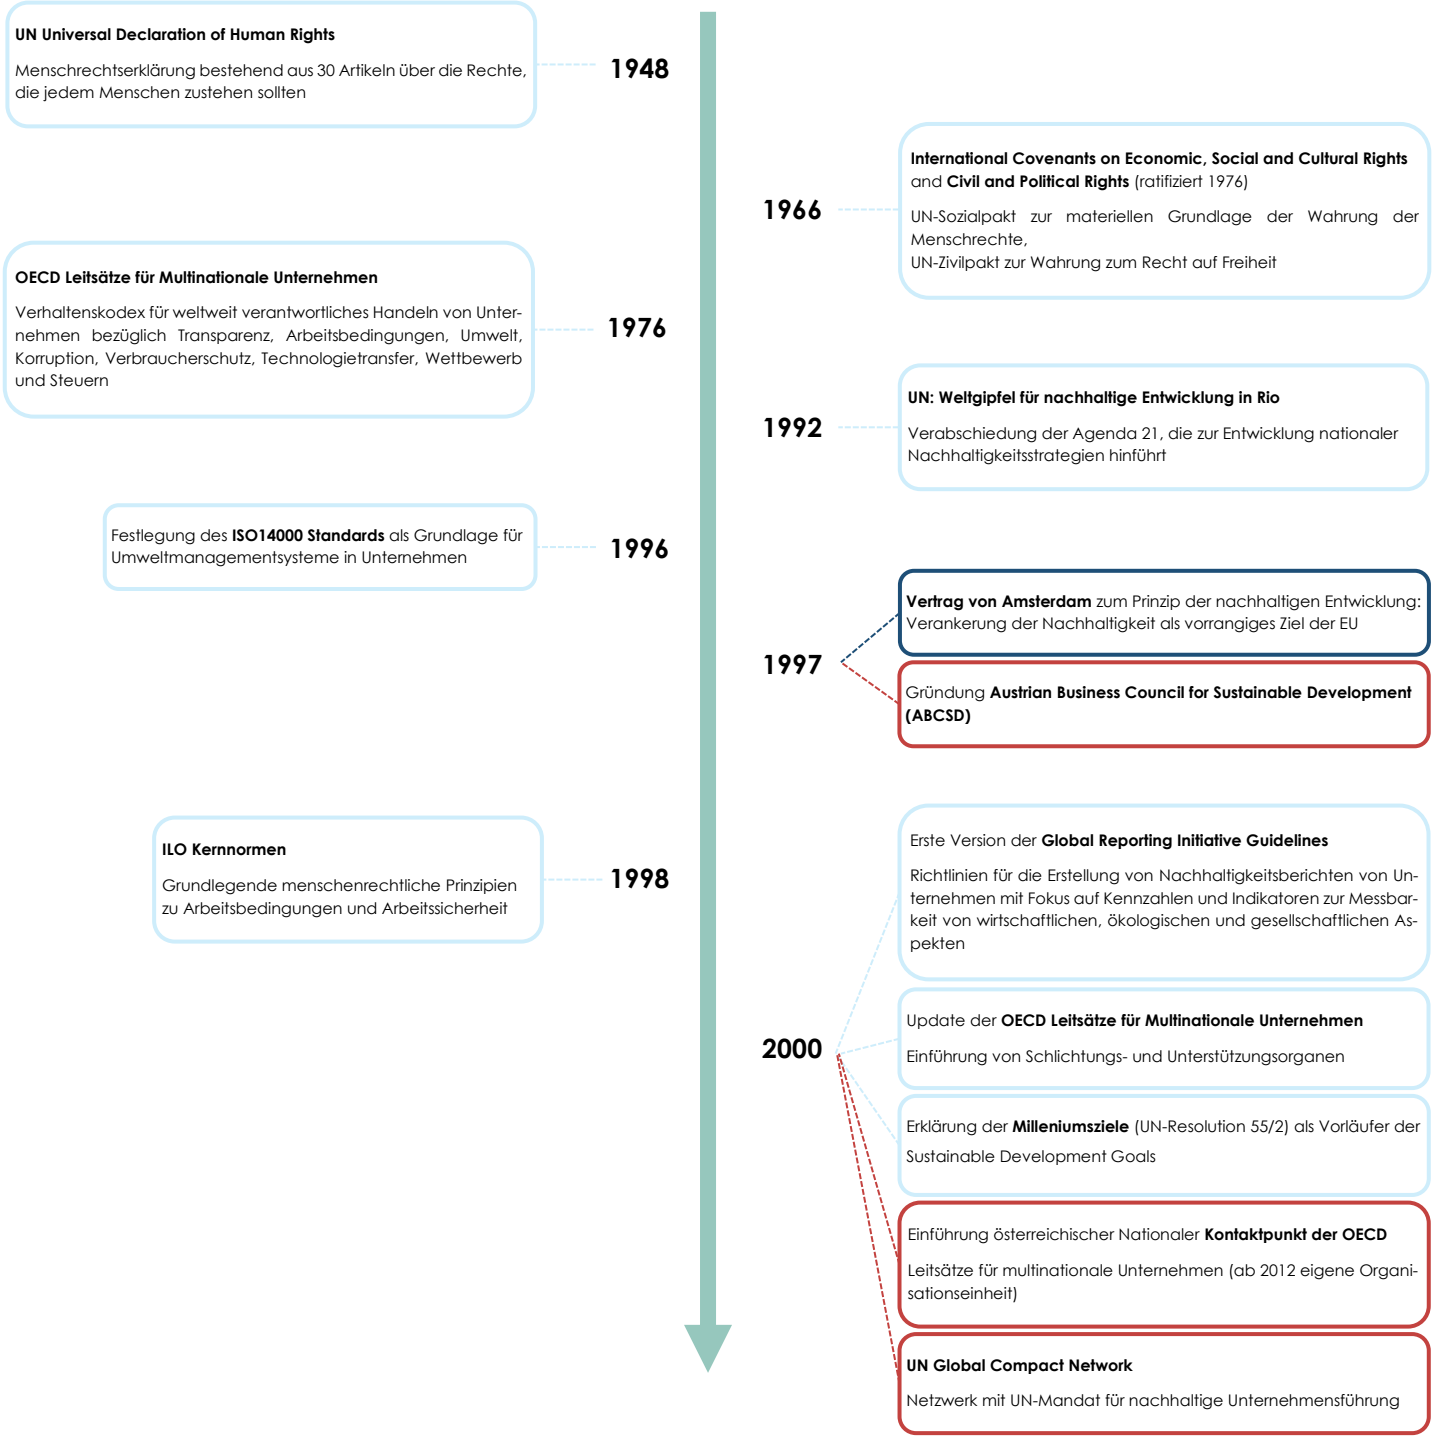 UN Universal Declaration of Human Rights
Menschrechtserklärung bestehend aus 30 Artikeln über die Rechte,
die jedem Menschen zustehen sollten
1948
International Covenants on Economic, Social and Cultural Rights
and Civil and Political Rights (ratifiziert 1976)
UN-Sozialpakt zur materiellen Grundlage der Wahrung der
Menschrechte,
UN-Zivilpakt zur Wahrung zum Recht auf Freiheit
1966
OECD Leitsätze für Multinationale Unternehmen
Verhaltenskodex für weltweit verantwortliches Handeln von Unter-
nehmen bezüglich Transparenz, Arbeitsbedingungen, Umwelt,
Korruption, Verbraucherschutz, Technologietransfer, Wettbewerb
und Steuern
1976
UN: Weltgipfel für nachhaltige Entwicklung in Rio
Verabschiedung der Agenda 21, die zur Entwicklung nationaler
Nachhaltigkeitsstrategien hinführt
1992
Festlegung des ISO14000 Standards als Grundlage für
Umweltmanagementsysteme in Unternehmen
1996
Vertrag von Amsterdam zum Prinzip der nachhaltigen Entwicklung:
Verankerung der Nachhaltigkeit als vorrangiges Ziel der EU
1997
Gründung Austrian Business Council for Sustainable Development
(ABCSD)
ILO Kernnormen
Grundlegende menschenrechtliche Prinzipien
zu Arbeitsbedingungen und Arbeitssicherheit
1998
Erste Version der Global Reporting Initiative Guidelines
Richtlinien für die Erstellung von Nachhaltigkeitsberichten von Un-
ternehmen mit Fokus auf Kennzahlen und Indikatoren zur Messbar-
keit von wirtschaftlichen, ökologischen und gesellschaftlichen As-
pekten
2000
Update der OECD Leitsätze für Multinationale Unternehmen
Einführung von Schlichtungs- und Unterstützungsorganen
Erklärung der Milleniumsziele (UN-Resolution 55/2) als Vorläufer der
Sustainable Development Goals
Einführung österreichischer Nationaler Kontaktpunkt der OECD
Leitsätze für multinationale Unternehmen (ab 2012 eigene Organi-
sationseinheit)
UN Global Compact Network
Netzwerk mit UN-Mandat für nachhaltige Unternehmensführung